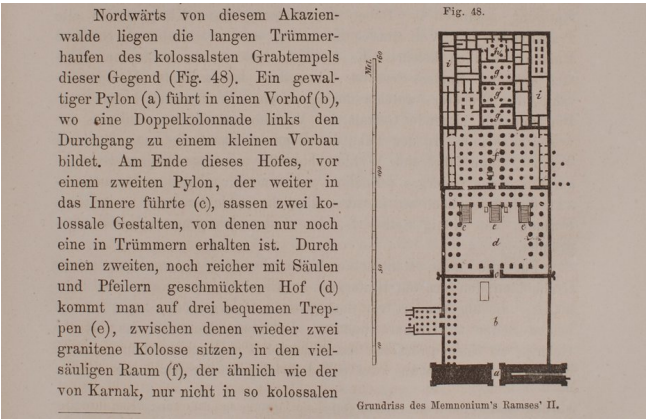 Nordwärts von diesem Akazien-
walde liegen die langen Trümmer-
haufen des kolossalsten Grabtempels
dieser Gegend (Fig. 48). Ein gewal-
tiger Pylon (a) führt in einen Vorhof (b),
wo eine Doppelkolonnade links den
Durchgang zu einem kleinen Vorbau
bildet. Am Ende dieses Hofes, vor
einem zweiten Pylon, der weiter in
das Innere führte (c), sassen zwei ko-
lossale Gestalten, von denen nur noch
eine in Trümmern erhalten ist. Durch
einen zweiten, noch reicher mit Säulen
und Pfeilern geschmückten Hof (d)
kommt man auf drei bequemen Trep-
pen (e), zwischen denen wieder zwei
granitene Kolosse sitzen, in den viel-
säuligen Raum (f), der ähnlich wie der
von Karnak, nur nicht in so kolossalen
Fig. 48.
Met.
100
50
h
i
g
i
g
g
f
e
e
e
d
c
b
a
Grundriss des Memnonium's Ramses' II.